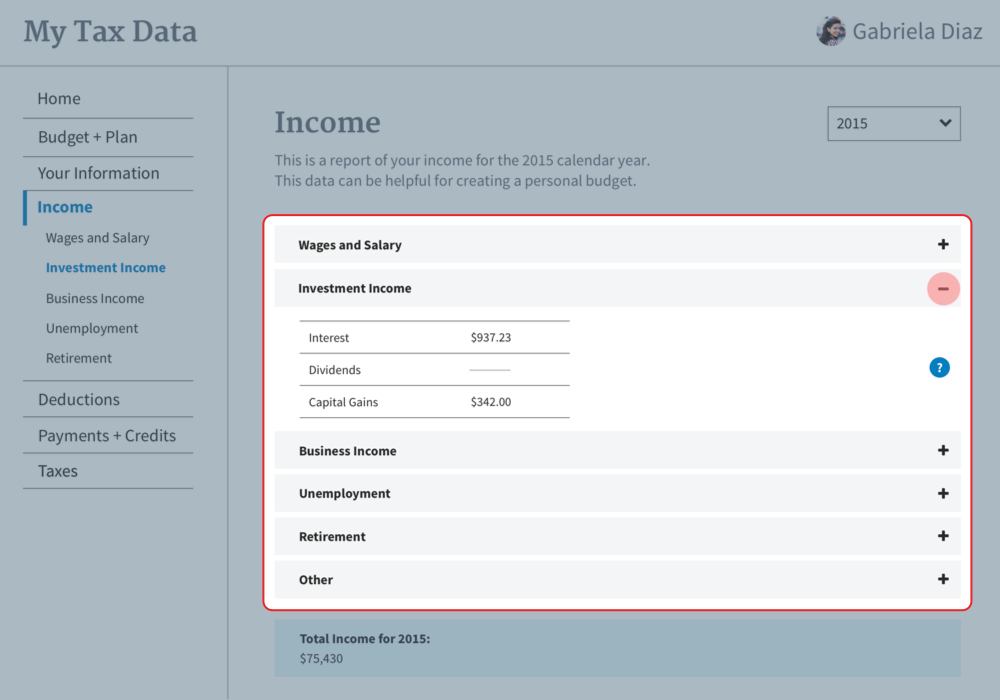 My Tax Data
Gabriela Diaz
Home
Budget + Plan
Your Information
Income
Wages and Salary
Investment Income
Business Income
Unemployment
Retirement
Deductions
Payments + Credits
Taxes
Income
2015
This is a report of your income for the 2015 calendar year.
This data can be helpful for creating a personal budget.
Wages and Salary +
Investment Income −
Interest $937.23
Dividends
?
Capital Gains $342.00
Business Income +
Unemployment +
Retirement +
Other +
Total Income for 2015:
$75,430